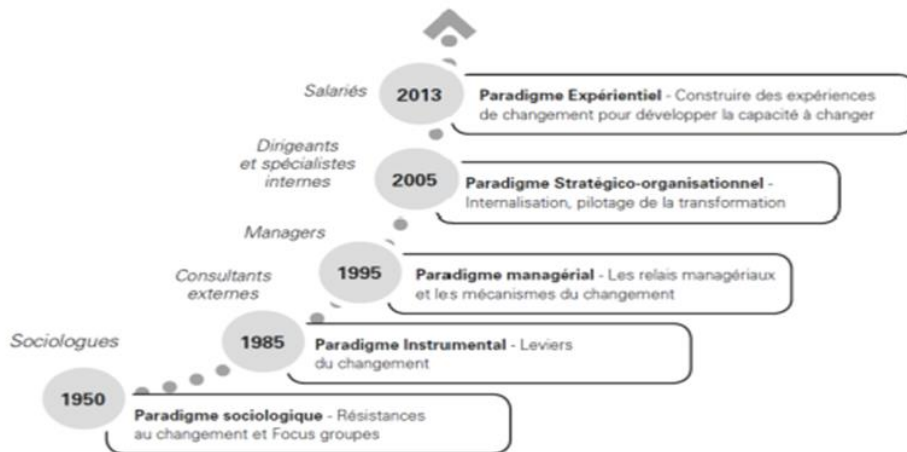 Salariés
2013
Paradigme Expérientiel - Construire des expériences
de changement pour développer la capacité à changer
Dirigeants
et spécialistes
internes
2005
Paradigme Stratégico-organisationnel -
Internalisation, pilotage de la transformation
Managers
1995
Paradigme managérial - Les relais managériaux
et les mécanismes du changement
Consultants
externes
1985
Paradigme Instrumental - Leviers
du changement
Sociologues
1950
Paradigme sociologique - Résistances
au changement et Focus groupes